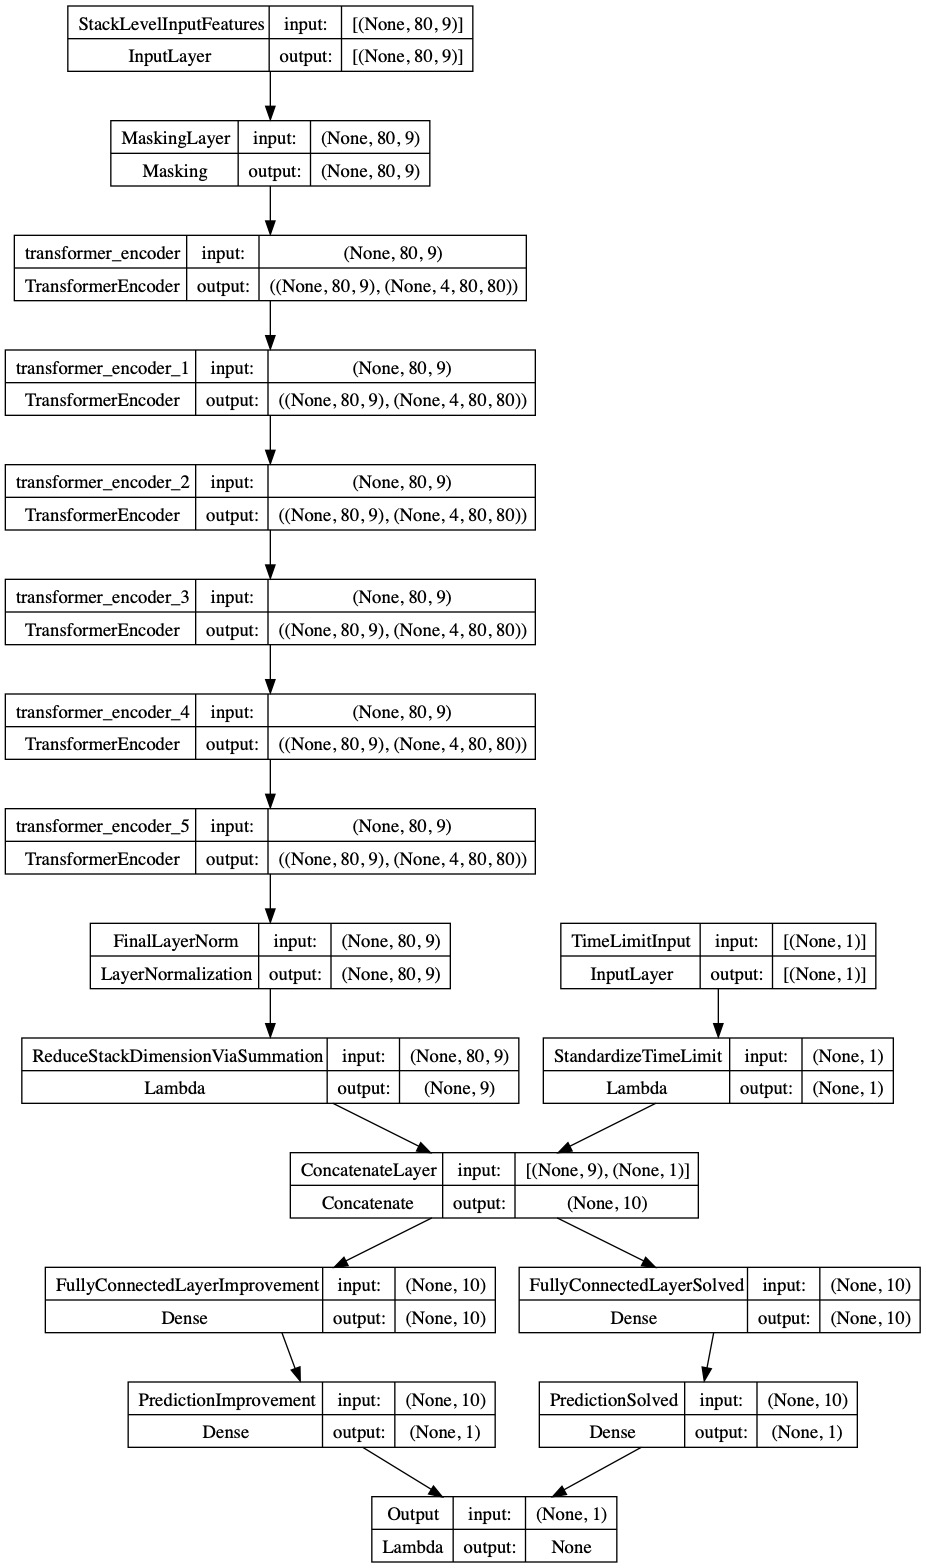 StackLevelInputFeatures input: [(None, 80, 9)]
InputLayer output: [(None, 80, 9)]
MaskingLayer input: (None, 80, 9)
Masking output: (None, 80, 9)
transformer_encoder input: (None, 80, 9)
TransformerEncoder output: ((None, 80, 9), (None, 4, 80, 80))
transformer_encoder_1 input: (None, 80, 9)
TransformerEncoder output: ((None, 80, 9), (None, 4, 80, 80))
transformer_encoder_2 input: (None, 80, 9)
TransformerEncoder output: ((None, 80, 9), (None, 4, 80, 80))
transformer_encoder_3 input: (None, 80, 9)
TransformerEncoder output: ((None, 80, 9), (None, 4, 80, 80))
transformer_encoder_4 input: (None, 80, 9)
TransformerEncoder output: ((None, 80, 9), (None, 4, 80, 80))
transformer_encoder_5 input: (None, 80, 9)
TransformerEncoder output: ((None, 80, 9), (None, 4, 80, 80))
FinalLayerNorm input: (None, 80, 9)
LayerNormalization output: (None, 80, 9)
TimeLimitInput input: [(None, 1)]
InputLayer output: [(None, 1)]
ReduceStackDimensionViaSummation input: (None, 80, 9)
Lambda output: (None, 9)
StandardizeTimeLimit input: (None, 1)
Lambda output: (None, 1)
ConcatenateLayer input: [(None, 9), (None, 1)]
Concatenate output: (None, 10)
FullyConnectedLayerImprovement input: (None, 10)
Dense output: (None, 10)
FullyConnectedLayerSolved input: (None, 10)
Dense output: (None, 10)
PredictionImprovement input: (None, 10)
Dense output: (None, 1)
PredictionSolved input: (None, 10)
Dense output: (None, 1)
Output input: (None, 1)
Lambda output: None